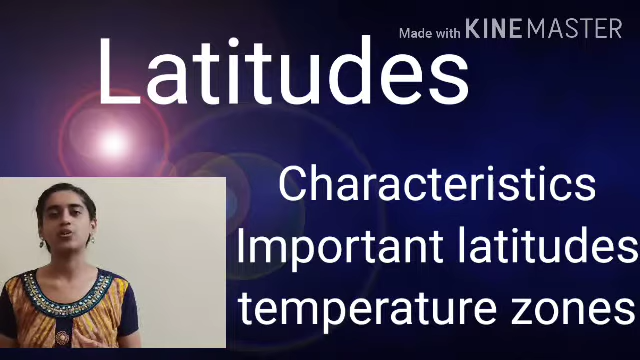 Made with KINEMASTER
Latitudes
Characteristics
Important latitudes
temperature zones